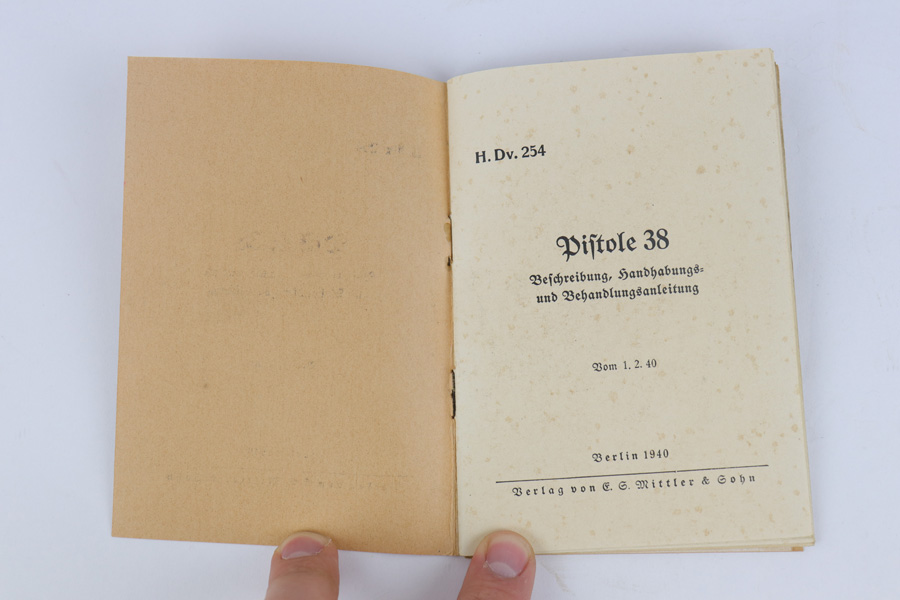 H. Dv. 254
Piſtole 38
Beſchreibung, Handhabungs-
und Behandlungsanleitung
Vom 1. 2. 40
Berlin 1940
Verlag von E. S. Mittler & Sohn